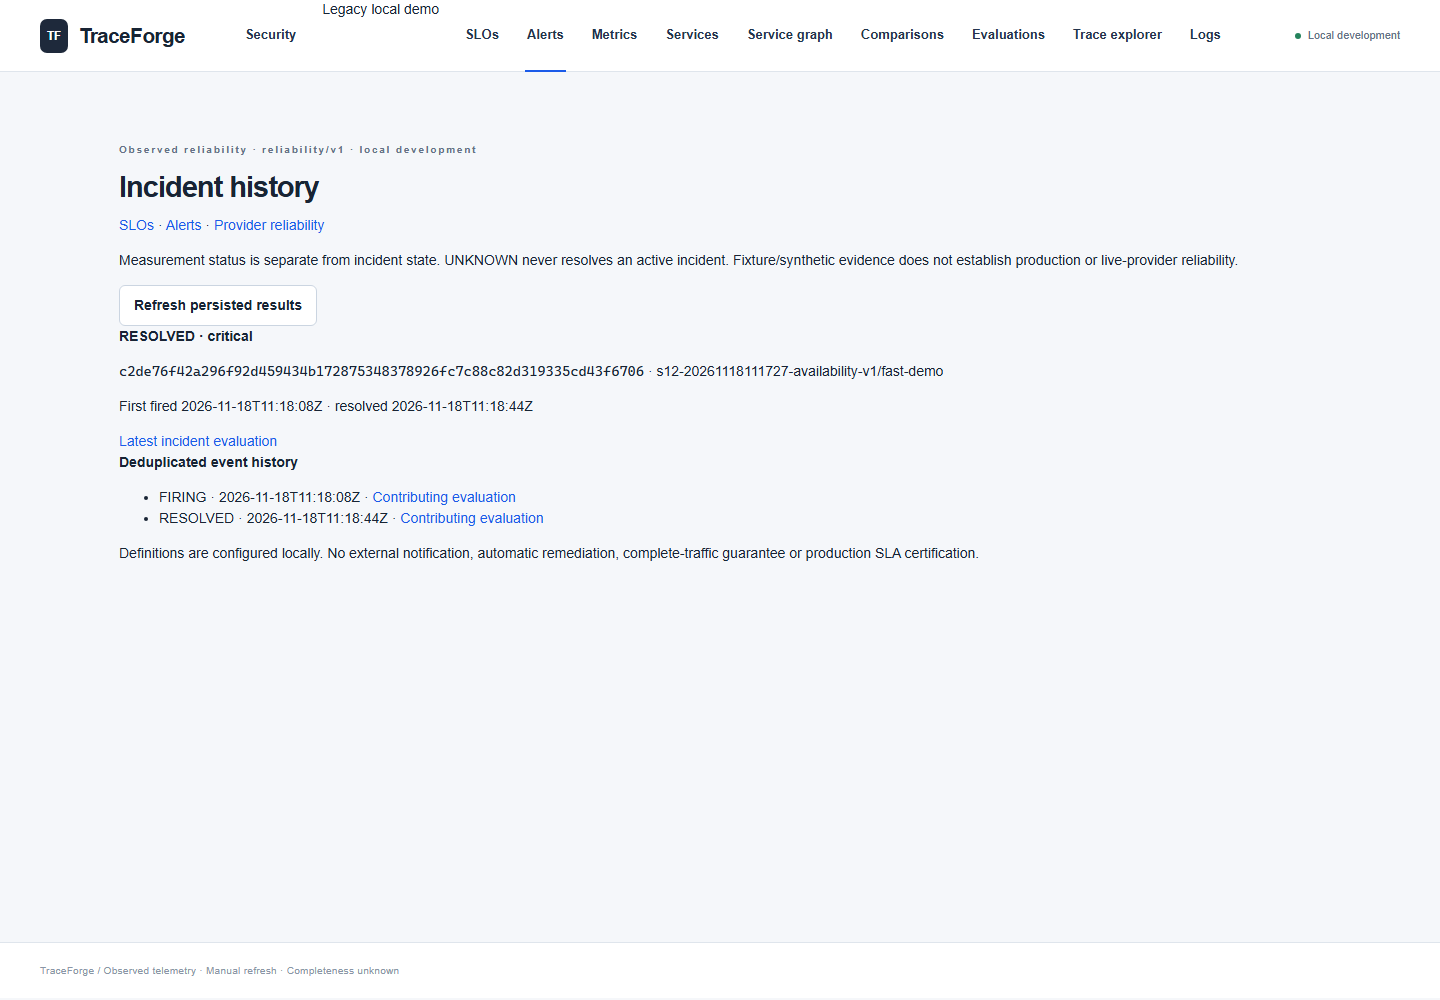 Legacy local demo
TF TraceForge Security SLOs Alerts Metrics Services Service graph Comparisons Evaluations Trace explorer Logs Local development
Observed reliability · reliability/v1 · local development
Incident history
SLOs · Alerts · Provider reliability
Measurement status is separate from incident state. UNKNOWN never resolves an active incident. Fixture/synthetic evidence does not establish production or live-provider reliability.
Refresh persisted results
RESOLVED · critical
c2de76f42a296f92d459434b172875348378926fc7c88c82d319335cd43f6706 · s12-20261118111727-availability-v1/fast-demo
First fired 2026-11-18T11:18:08Z · resolved 2026-11-18T11:18:44Z
Latest incident evaluation
Deduplicated event history
• FIRING · 2026-11-18T11:18:08Z · Contributing evaluation
• RESOLVED · 2026-11-18T11:18:44Z · Contributing evaluation
Definitions are configured locally. No external notification, automatic remediation, complete-traffic guarantee or production SLA certification.
TraceForge / Observed telemetry · Manual refresh · Completeness unknown